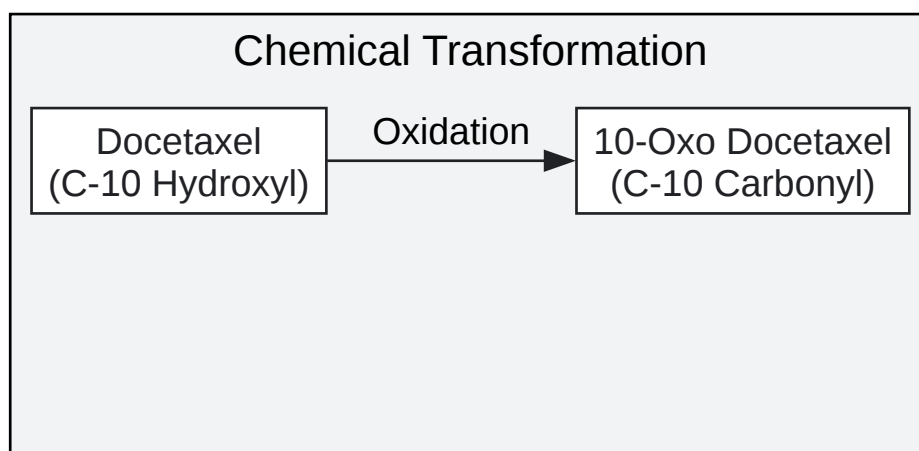 Chemical Transformation
Docetaxel
(C-10 Hydroxyl)
Oxidation
10-Oxo Docetaxel
(C-10 Carbonyl)